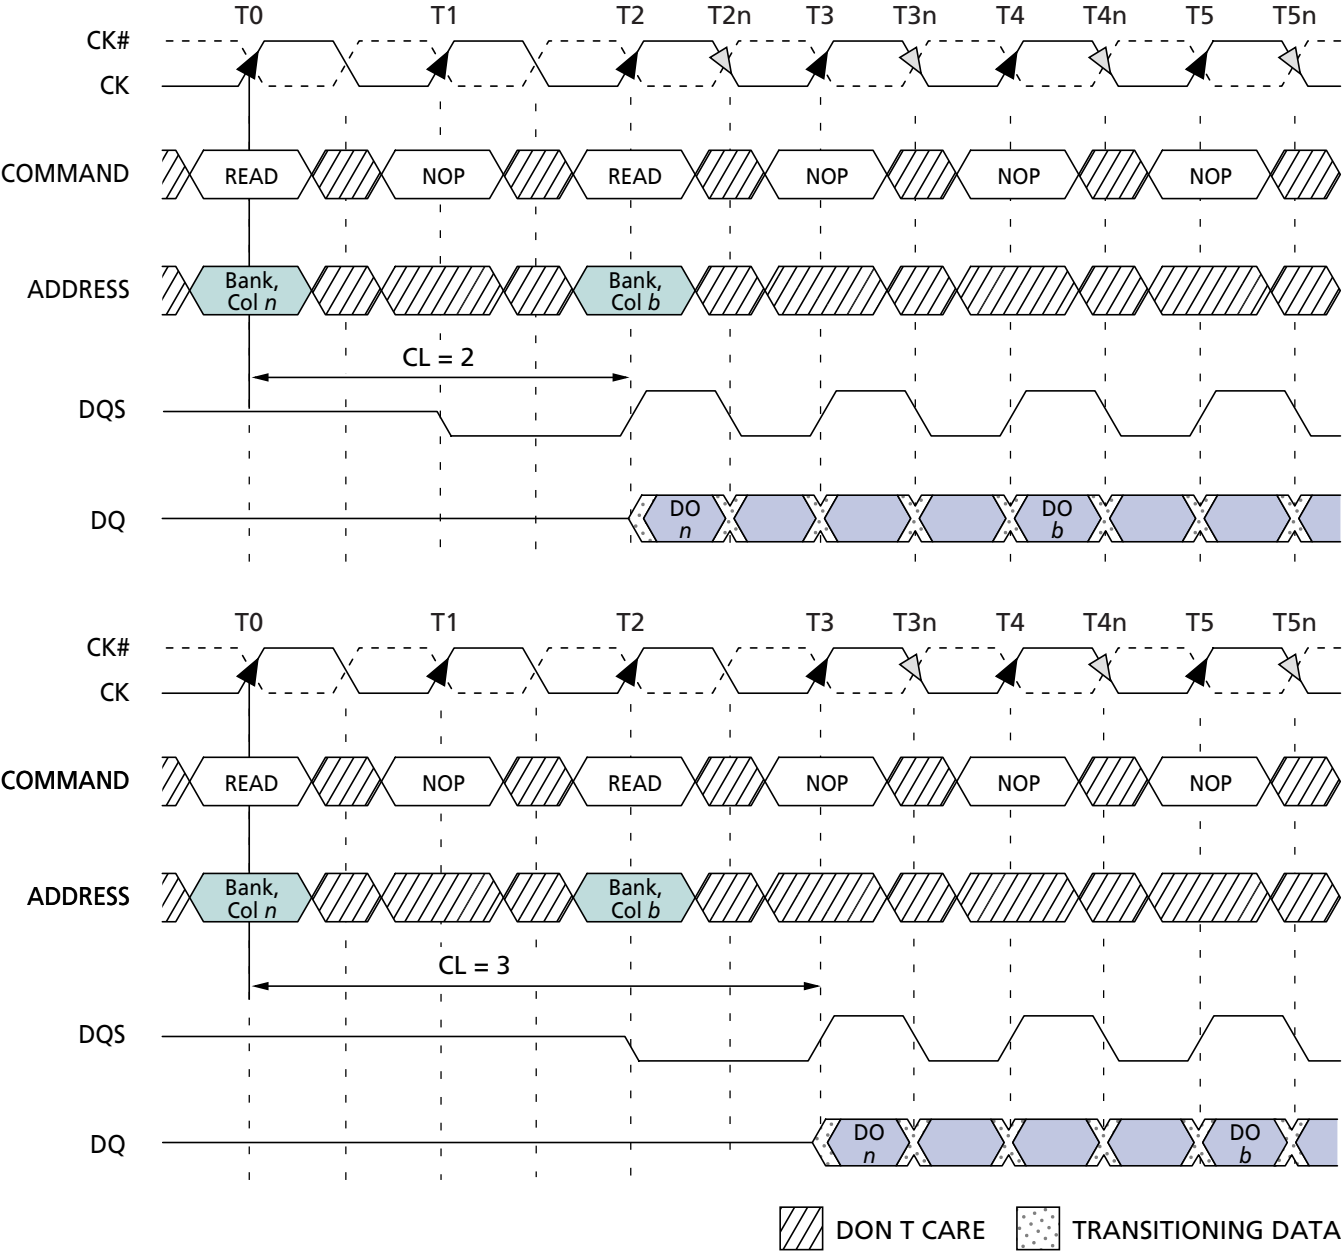 T0 T1 T2 T2n T3 T3n T4 T4n T5 T5n
CK#
CK
COMMAND READ NOP READ NOP NOP NOP
ADDRESS Bank, Col n Bank, Col b
CL = 2
DQS
DQ DO n DO b
T0 T1 T2 T3 T3n T4 T4n T5 T5n
CK#
CK
COMMAND READ NOP READ NOP NOP NOP
ADDRESS Bank, Col n Bank, Col b
CL = 3
DQS
DQ DO n DO b
DON T CARE TRANSITIONING DATA